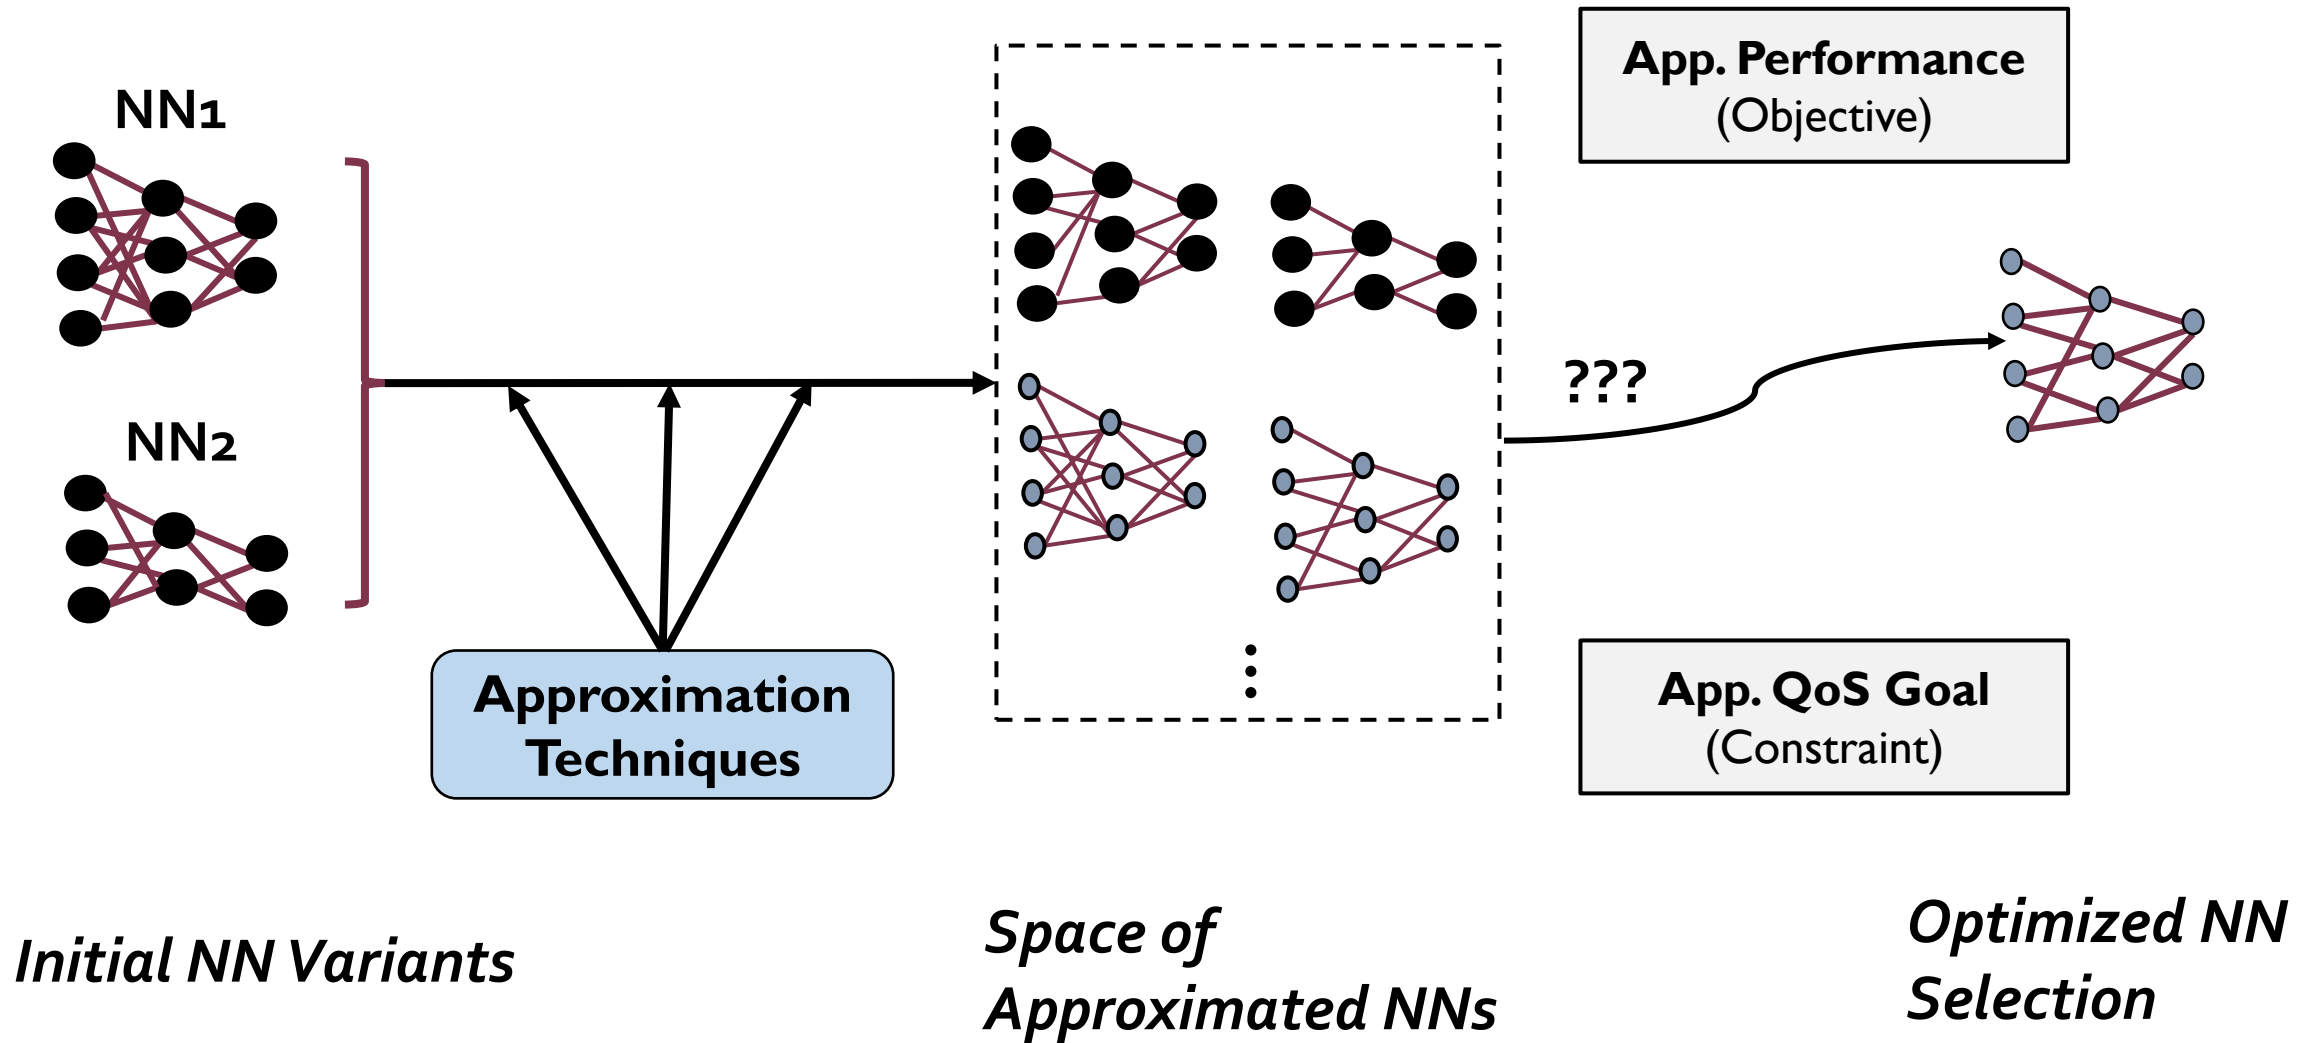 NN1
NN2
Approximation
Techniques
App. Performance
(Objective)
???
App. QoS Goal
(Constraint)
Initial NN Variants
Space of
Approximated NNs
Optimized NN
Selection